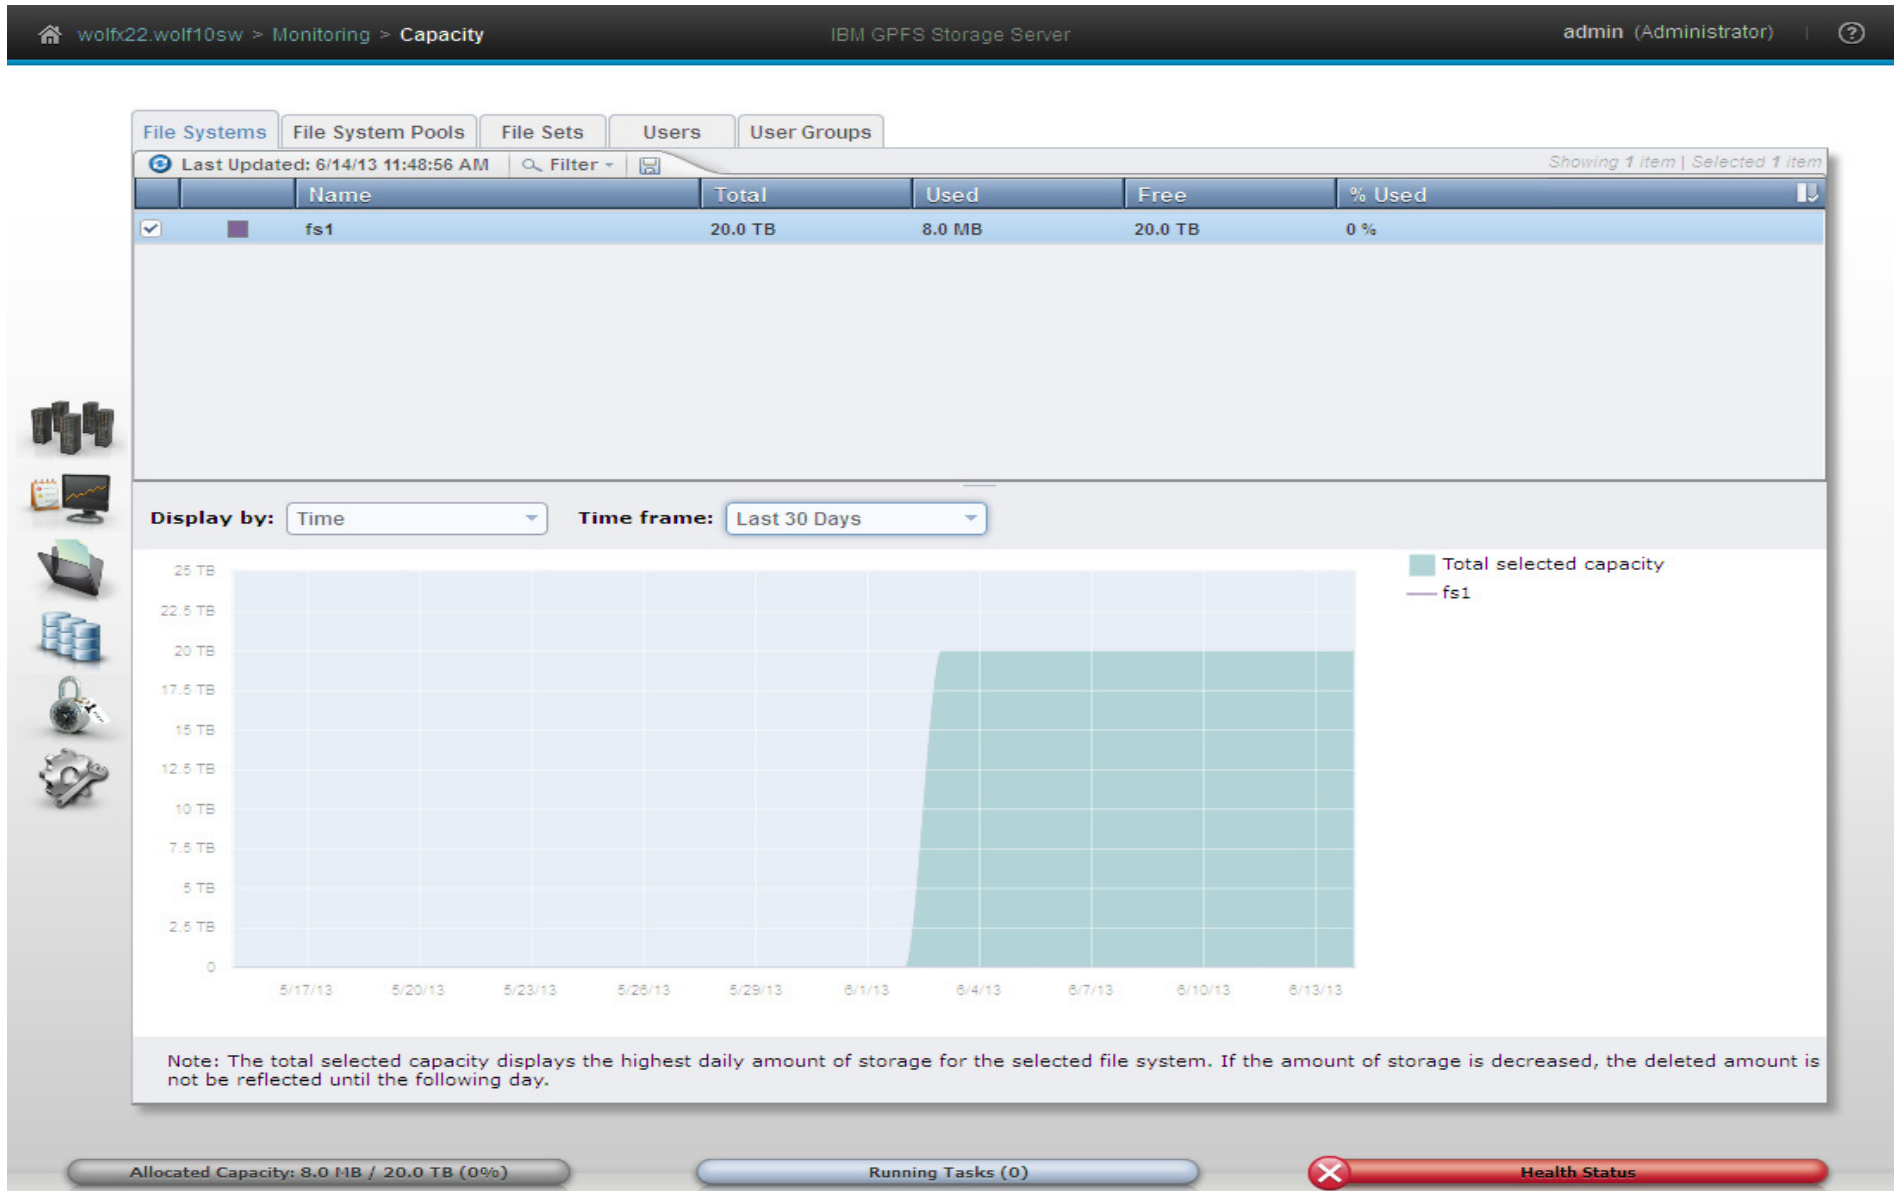 wolfx22.wolf10sw > Monitoring > Capacity
IBM GPFS Storage Server
admin (Administrator) | ?
File Systems
File System Pools
File Sets
Users
User Groups
Last Updated: 6/14/13 11:48:56 AM
Filter
Showing 1 item | Selected 1 item
Name Total Used Free % Used
fs1 20.0 TB 8.0 MB 20.0 TB 0 %
Display by: Time
Time frame: Last 30 Days
Total selected capacity
fs1
25 TB
22.5 TB
20 TB
17.5 TB
15 TB
12.5 TB
10 TB
7.5 TB
5 TB
2.5 TB
0
5/17/13 5/20/13 5/23/13 5/26/13 5/29/13 6/1/13 6/4/13 6/7/13 6/10/13 6/13/13
Note: The total selected capacity displays the highest daily amount of storage for the selected file system. If the amount of storage is decreased, the deleted amount is
not be reflected until the following day.
Allocated Capacity: 8.0 MB / 20.0 TB (0%)
Running Tasks (0)
Health Status